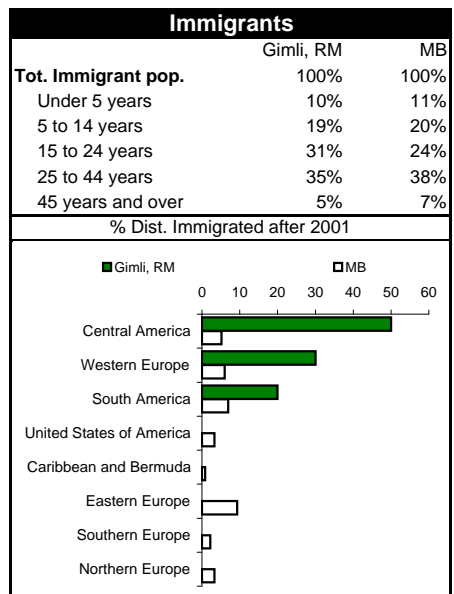 Immigrants
Gimli, RM MB
Tot. Immigrant pop. 100% 100%
Under 5 years 10% 11%
5 to 14 years 19% 20%
15 to 24 years 31% 24%
25 to 44 years 35% 38%
45 years and over 5% 7%
% Dist. Immigrated after 2001
Gimli, RM MB
0 10 20 30 40 50 60
Central America
Western Europe
South America
United States of America
Caribbean and Bermuda
Eastern Europe
Southern Europe
Northern Europe